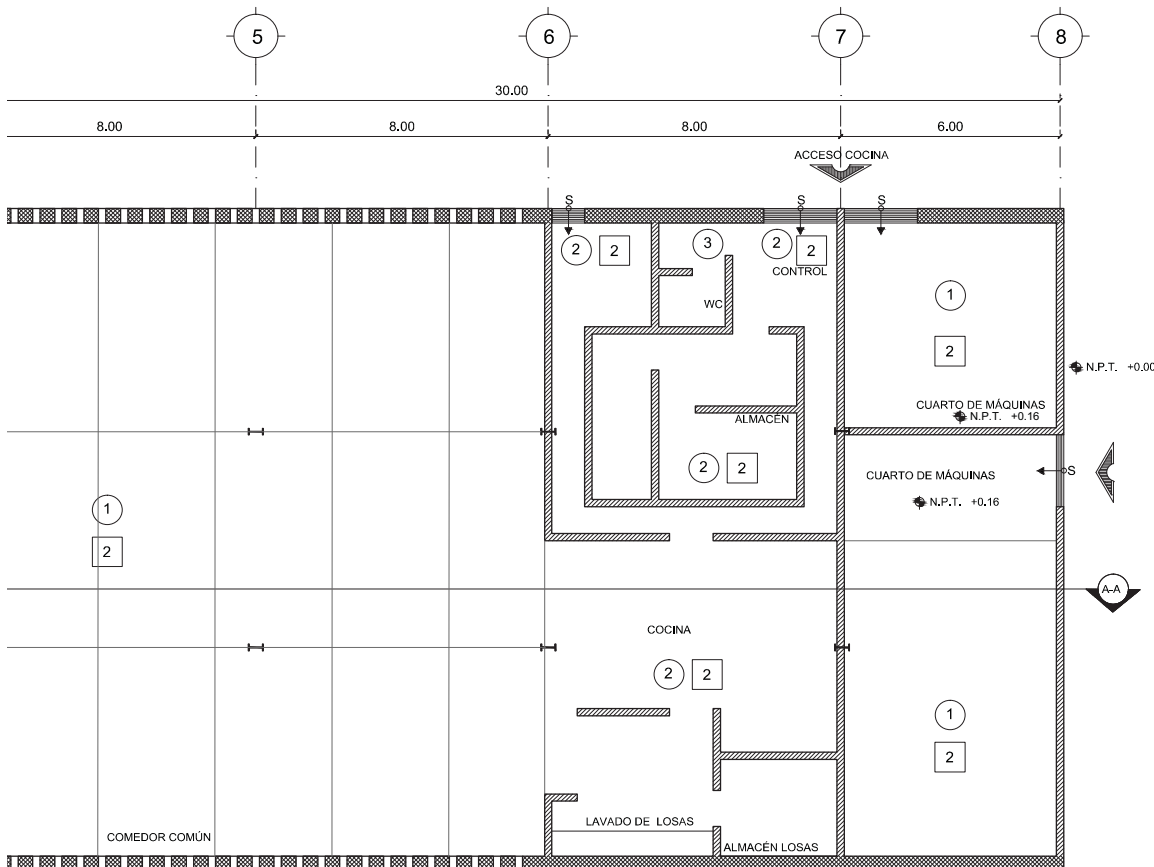 5 6 7 8
30.00
8.00 8.00 8.00 6.00
ACCESO COCINA
S S S
2 2 3 2 2
CONTROL
1
WC
2
N.P.T. +0.00
CUARTO DE MÁQUINAS
N.P.T. +0.16
ALMACÉN
2 2
CUARTO DE MÁQUINAS
S
N.P.T. +0.16
1
2
A-A
COCINA
2 2
1
2
LAVADO DE LOSAS
COMEDOR COMÚN
ALMACÉN LOSAS